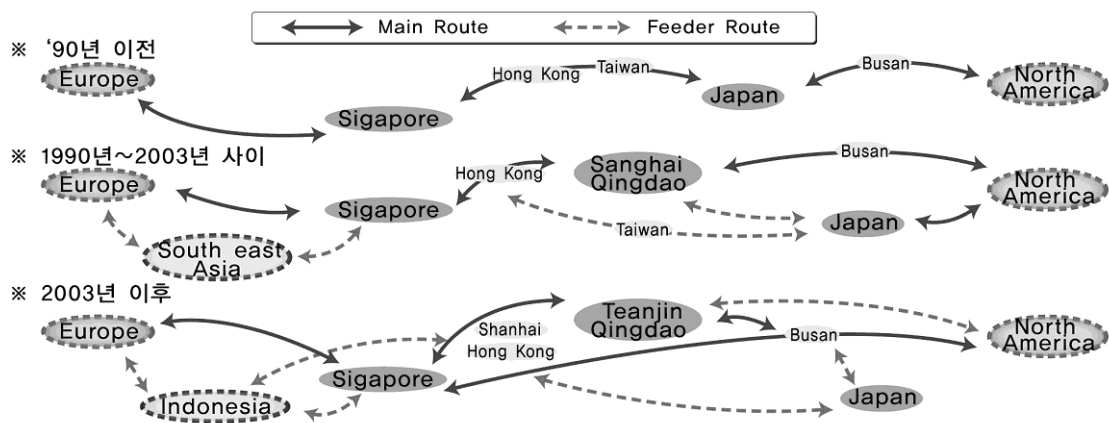 Main Route Feeder Route
※ ‘90년 이전
Europe
Sigapore
Hong Kong
Taiwan
Japan
Busan
North
America
※ 1990년~2003년 사이
Europe
South east
Asia
Sigapore
Hong Kong
Sanghai
Qingdao
Taiwan
Busan
Japan
North
America
※ 2003년 이후
Europe
Indonesia
Sigapore
Shanhai
Hong Kong
Teanjin
Qingdao
Busan
Japan
North
America